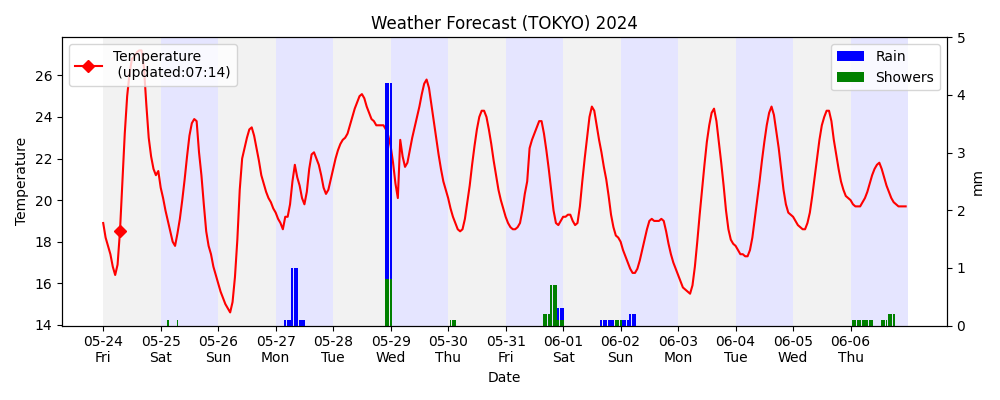 Weather Forecast (TOKYO) 2024
Temperature
(updated:07:14)
Rain
Showers
Temperature
26
24
22
20
18
16
14
5
4
3
2
1
0
mm
05-24 05-25 05-26 05-27 05-28 05-29 05-30 05-31 06-01 06-02 06-03 06-04 06-05 06-06
Fri Sat Sun Mon Tue Wed Thu Fri Sat Sun Mon Tue Wed Thu
Date